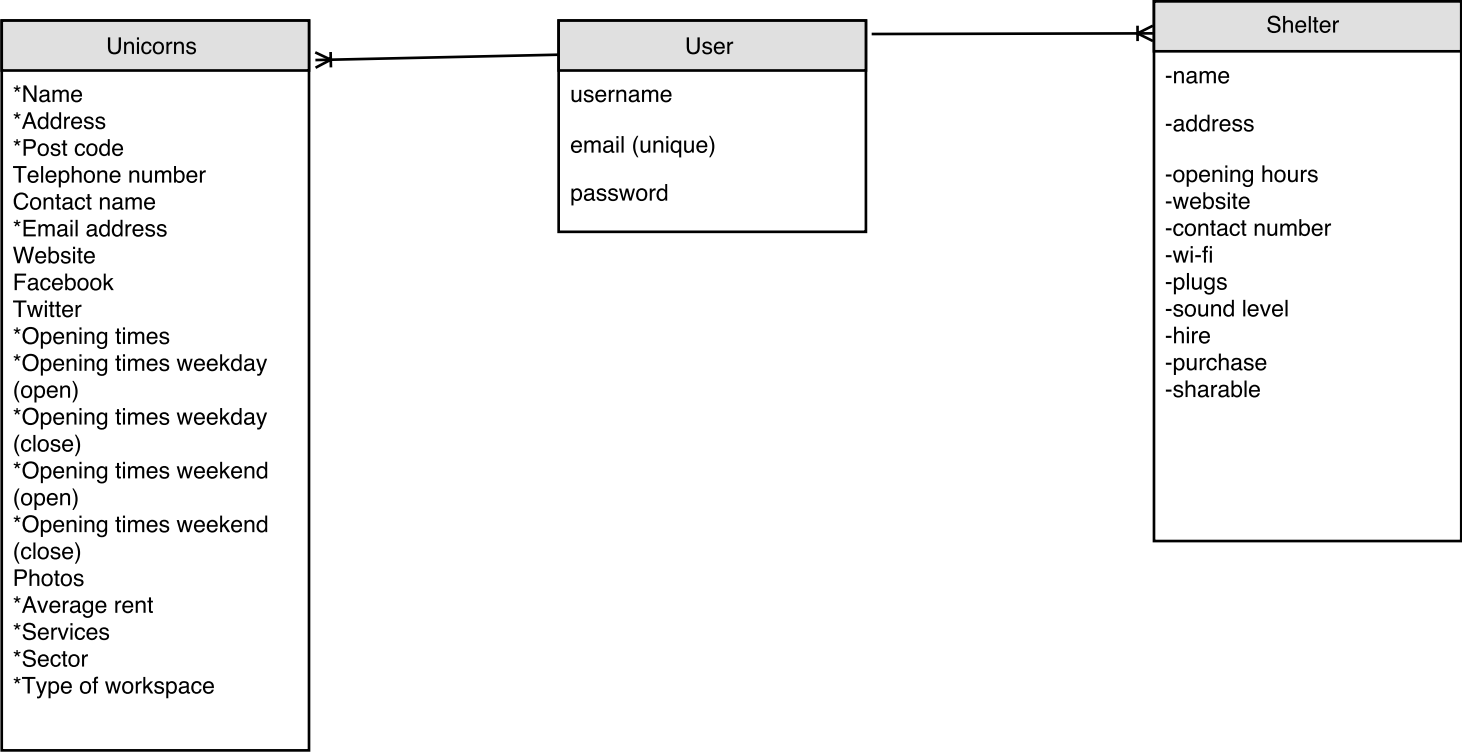 Unicorns
*Name
*Address
*Post code
Telephone number
Contact name
*Email address
Website
Facebook
Twitter
*Opening times
*Opening times weekday
(open)
*Opening times weekday
(close)
*Opening times weekend
(open)
*Opening times weekend
(close)
Photos
*Average rent
*Services
*Sector
*Type of workspace
User
username
email (unique)
password
Shelter
-name
-address
-opening hours
-website
-contact number
-wi-fi
-plugs
-sound level
-hire
-purchase
-sharable